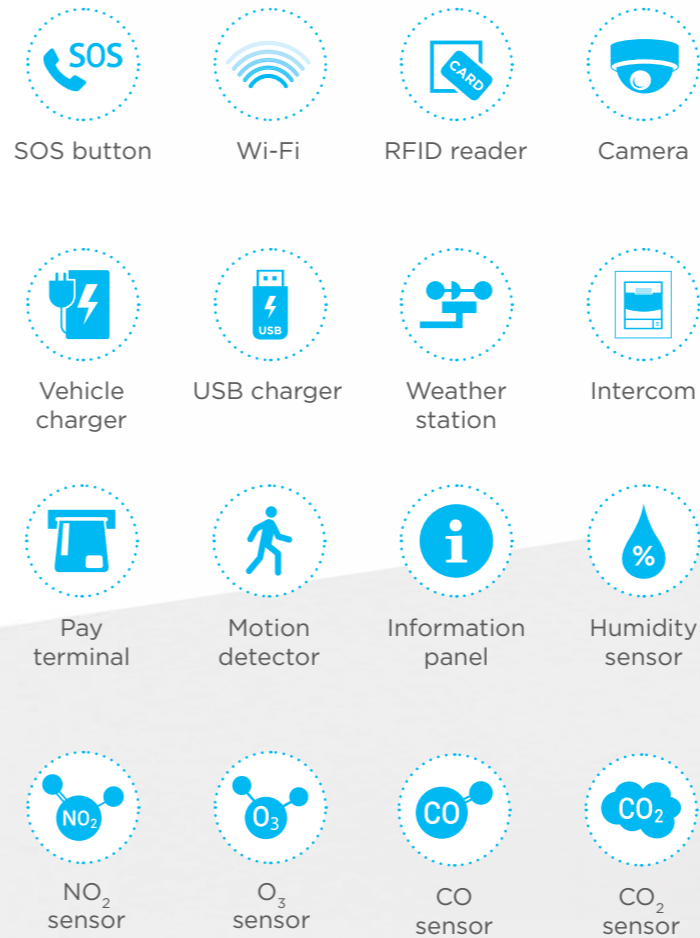 SOS
CARD
SOS button
Wi-Fi
RFID reader
Camera
USB
Vehicle
charger
USB charger
Weather
station
Intercom
i
%
Pay
terminal
Motion
detector
Information
panel
Humidity
sensor
NO₂
O₃
CO
CO₂
NO₂
sensor
O₃
sensor
CO
sensor
CO₂
sensor